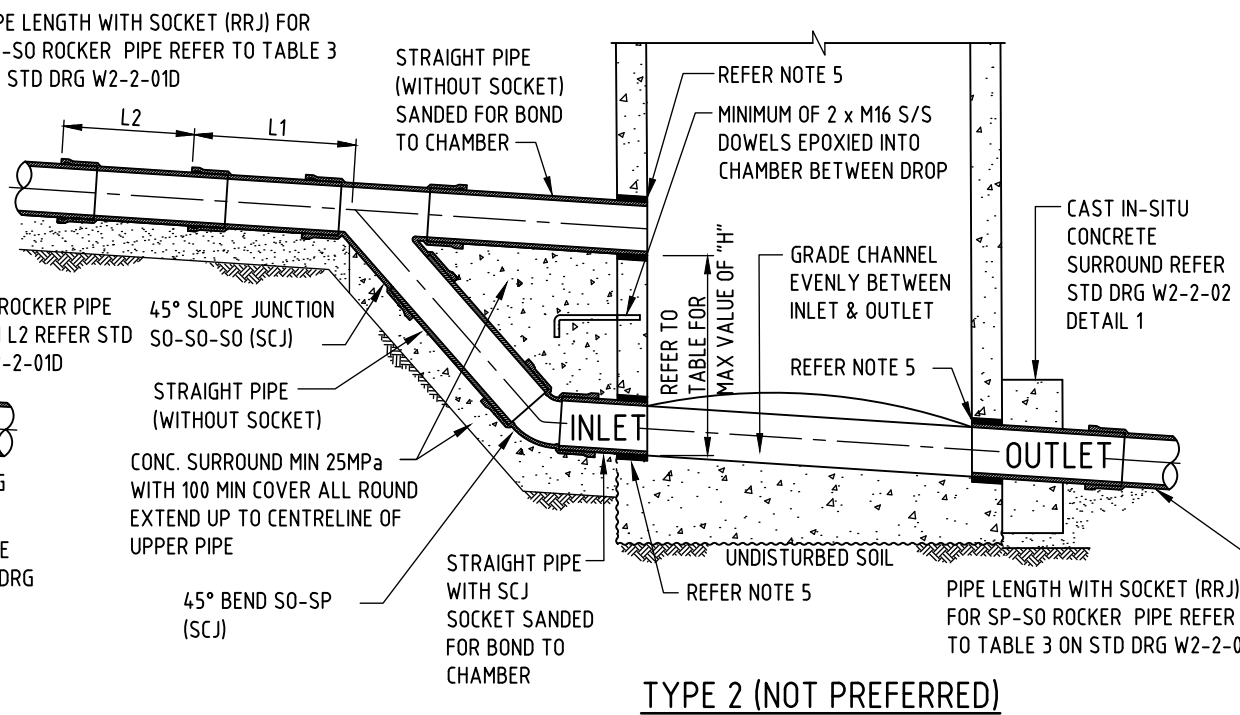 PE LENGTH WITH SOCKET (RRJ) FOR
-SO ROCKER PIPE REFER TO TABLE 3
STD DRG W2-2-01D
L2
L1
STRAIGHT PIPE
(WITHOUT SOCKET)
SANDED FOR BOND
TO CHAMBER
REFER NOTE 5
MINIMUM OF 2 x M16 S/S
DOWELS EPOXIED INTO
CHAMBER BETWEEN DROP
CAST IN-SITU
CONCRETE
SURROUND REFER
STD DRG W2-2-02
DETAIL 1
GRADE CHANNEL
EVENLY BETWEEN
INLET & OUTLET
REFER TO
TABLE FOR
MAX VALUE OF "H"
REFER NOTE 5
ROCKER PIPE
L2 REFER STD
-2-01D
45° SLOPE JUNCTION
SO-SO-SO (SCJ)
STRAIGHT PIPE
(WITHOUT SOCKET)
INLET
OUTLET
CONC. SURROUND MIN 25MPa
WITH 100 MIN COVER ALL ROUND
EXTEND UP TO CENTRELINE OF
UPPER PIPE
G
E
DRG
45° BEND SO-SP
(SCJ)
STRAIGHT PIPE
WITH SCJ
SOCKET SANDED
FOR BOND TO
CHAMBER
UNDISTURBED SOIL
REFER NOTE 5
PIPE LENGTH WITH SOCKET (RRJ)
FOR SP-SO ROCKER PIPE REFER
TO TABLE 3 ON STD DRG W2-2-0
TYPE 2 (NOT PREFERRED)